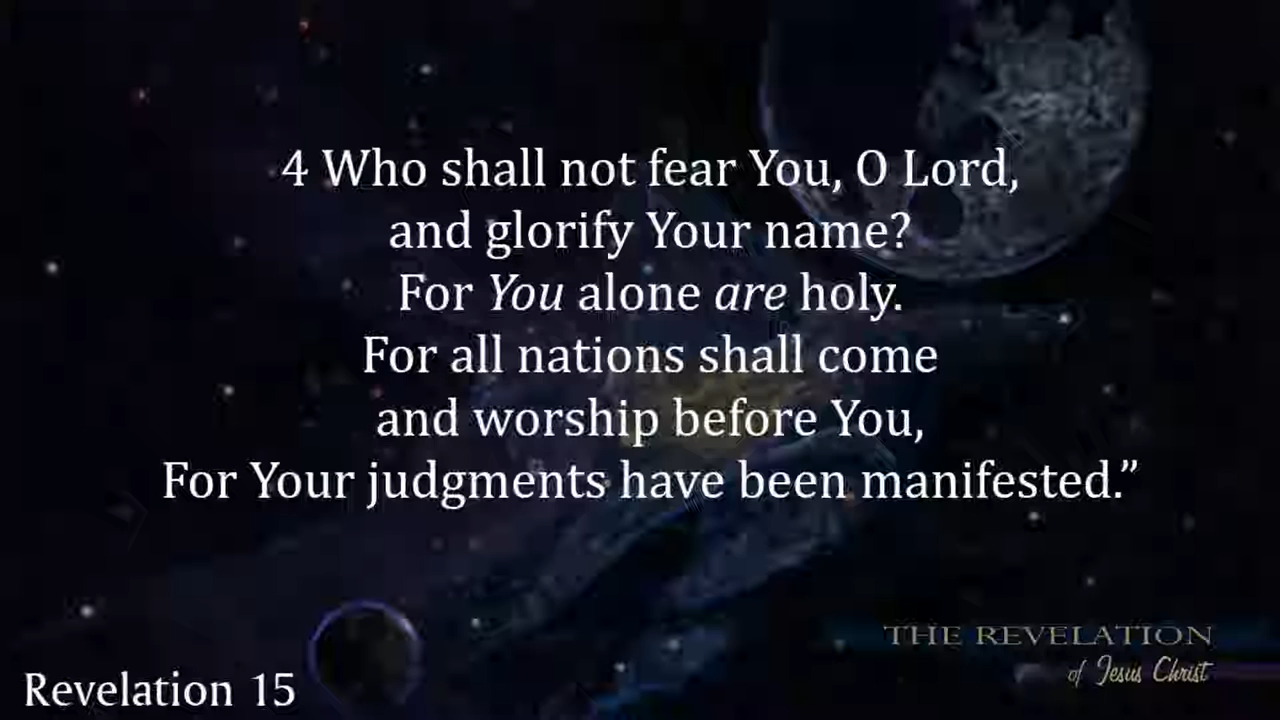 4 Who shall not fear You, O Lord,
and glorify Your name?
For You alone are holy.
For all nations shall come
and worship before You,
For Your judgments have been manifested.”
THE REVELATION
of Jesus Christ
Revelation 15